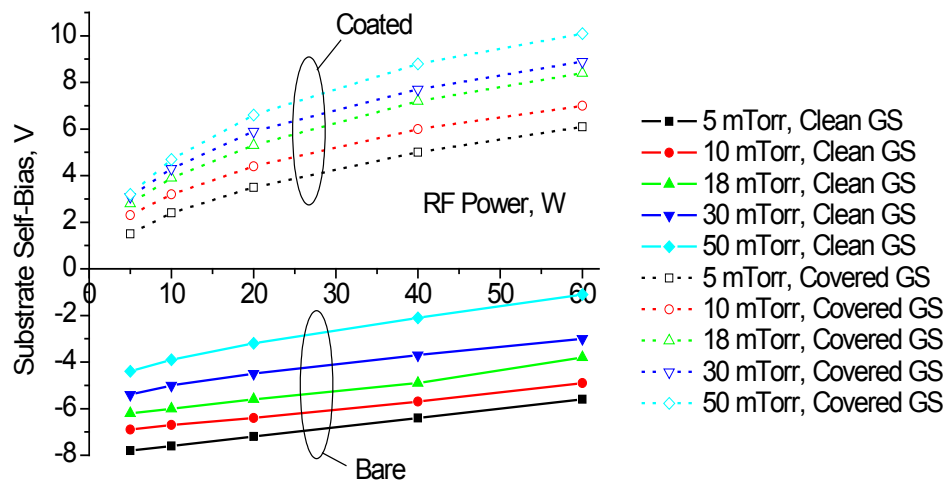 Coated
10
8
6
4
2
0
-2
-4
-6
-8
Substrate Self-Bias, V
0 10 20 30 40 50 60
RF Power, W
Bare
5 mTorr, Clean GS
10 mTorr, Clean GS
18 mTorr, Clean GS
30 mTorr, Clean GS
50 mTorr, Clean GS
5 mTorr, Covered GS
10 mTorr, Covered GS
18 mTorr, Covered GS
30 mTorr, Covered GS
50 mTorr, Covered GS